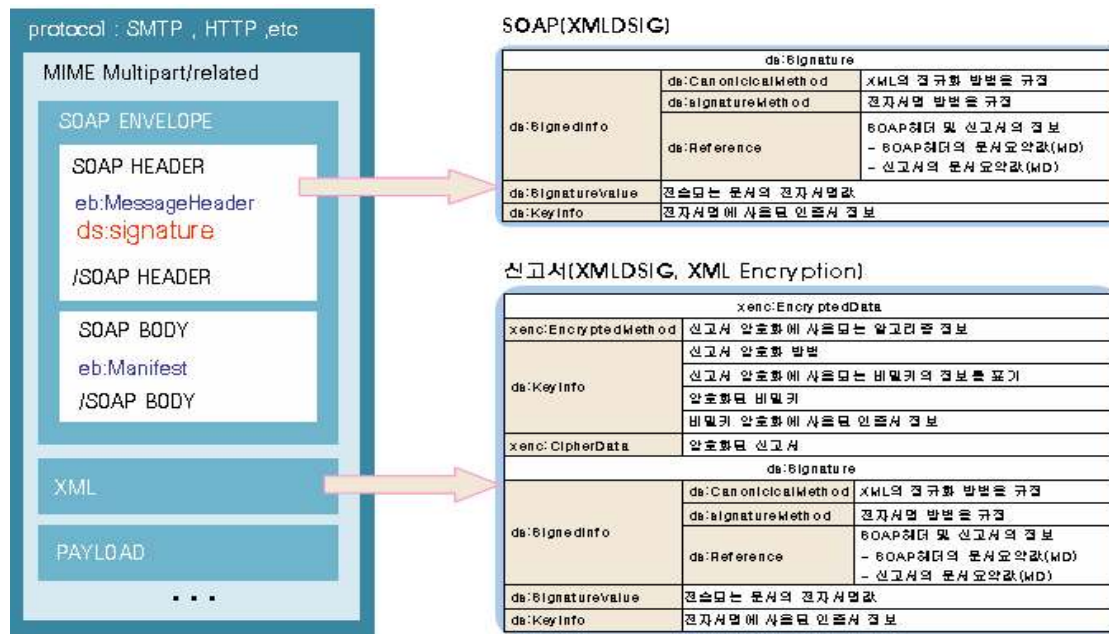 protocol : SMTP , HTTP ,etc
MIME Multipart/related
SOAP ENVELOPE
SOAP HEADER
eb:MessageHeader
ds:signature
/SOAP HEADER
SOAP BODY
eb:Manifest
/SOAP BODY
XML
PAYLOAD
...
SOAP(XMLDSIG)
ds:Signature
ds:SignedInfo
ds:CanonicicalMethod
XML의 정규화 방법을 규정
ds:signatureMethod
전자서명 방법을 규정
ds:Reference
SOAP헤더 및 신고서의 정보
- SOAP헤더의 문서요약값(MD)
- 신고서의 문서요약값(MD)
ds:SignatureValue
전송되는 문서의 전자서명값
ds:KeyInfo
전자서명에 사용된 인증서 정보
신고서(XMLDSIG, XML Encryption)
xenc:EncryptedData
xenc:EncryptedMethod
신고서 암호화에 사용되는 알고리즘 정보
ds:KeyInfo
신고서 암호화 방법
신고서 암호화에 사용되는 비밀키의 정보를 표기
암호화된 비밀키
비밀키 암호화에 사용된 인증서 정보
xenc:CipherData
암호화된 신고서
ds:Signature
ds:SignedInfo
ds:CanonicicalMethod
XML의 정규화 방법을 규정
ds:signatureMethod
전자서명 방법을 규정
ds:Reference
SOAP헤더 및 신고서의 정보
- SOAP헤더의 문서요약값(MD)
- 신고서의 문서요약값(MD)
ds:SignatureValue
전송되는 문서의 전자서명값
ds:KeyInfo
전자서명에 사용된 인증서 정보